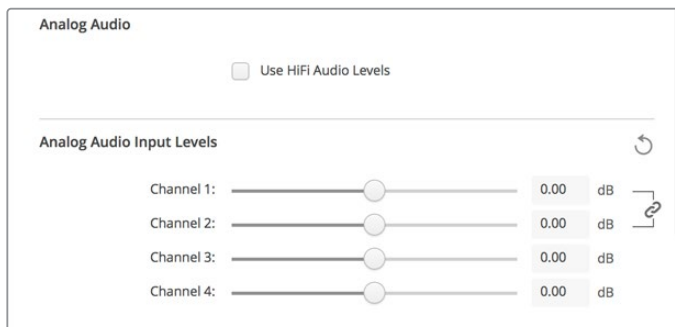 Analog Audio
Use HiFi Audio Levels
Analog Audio Input Levels
Channel 1: 0.00 dB
Channel 2: 0.00 dB
Channel 3: 0.00 dB
Channel 4: 0.00 dB